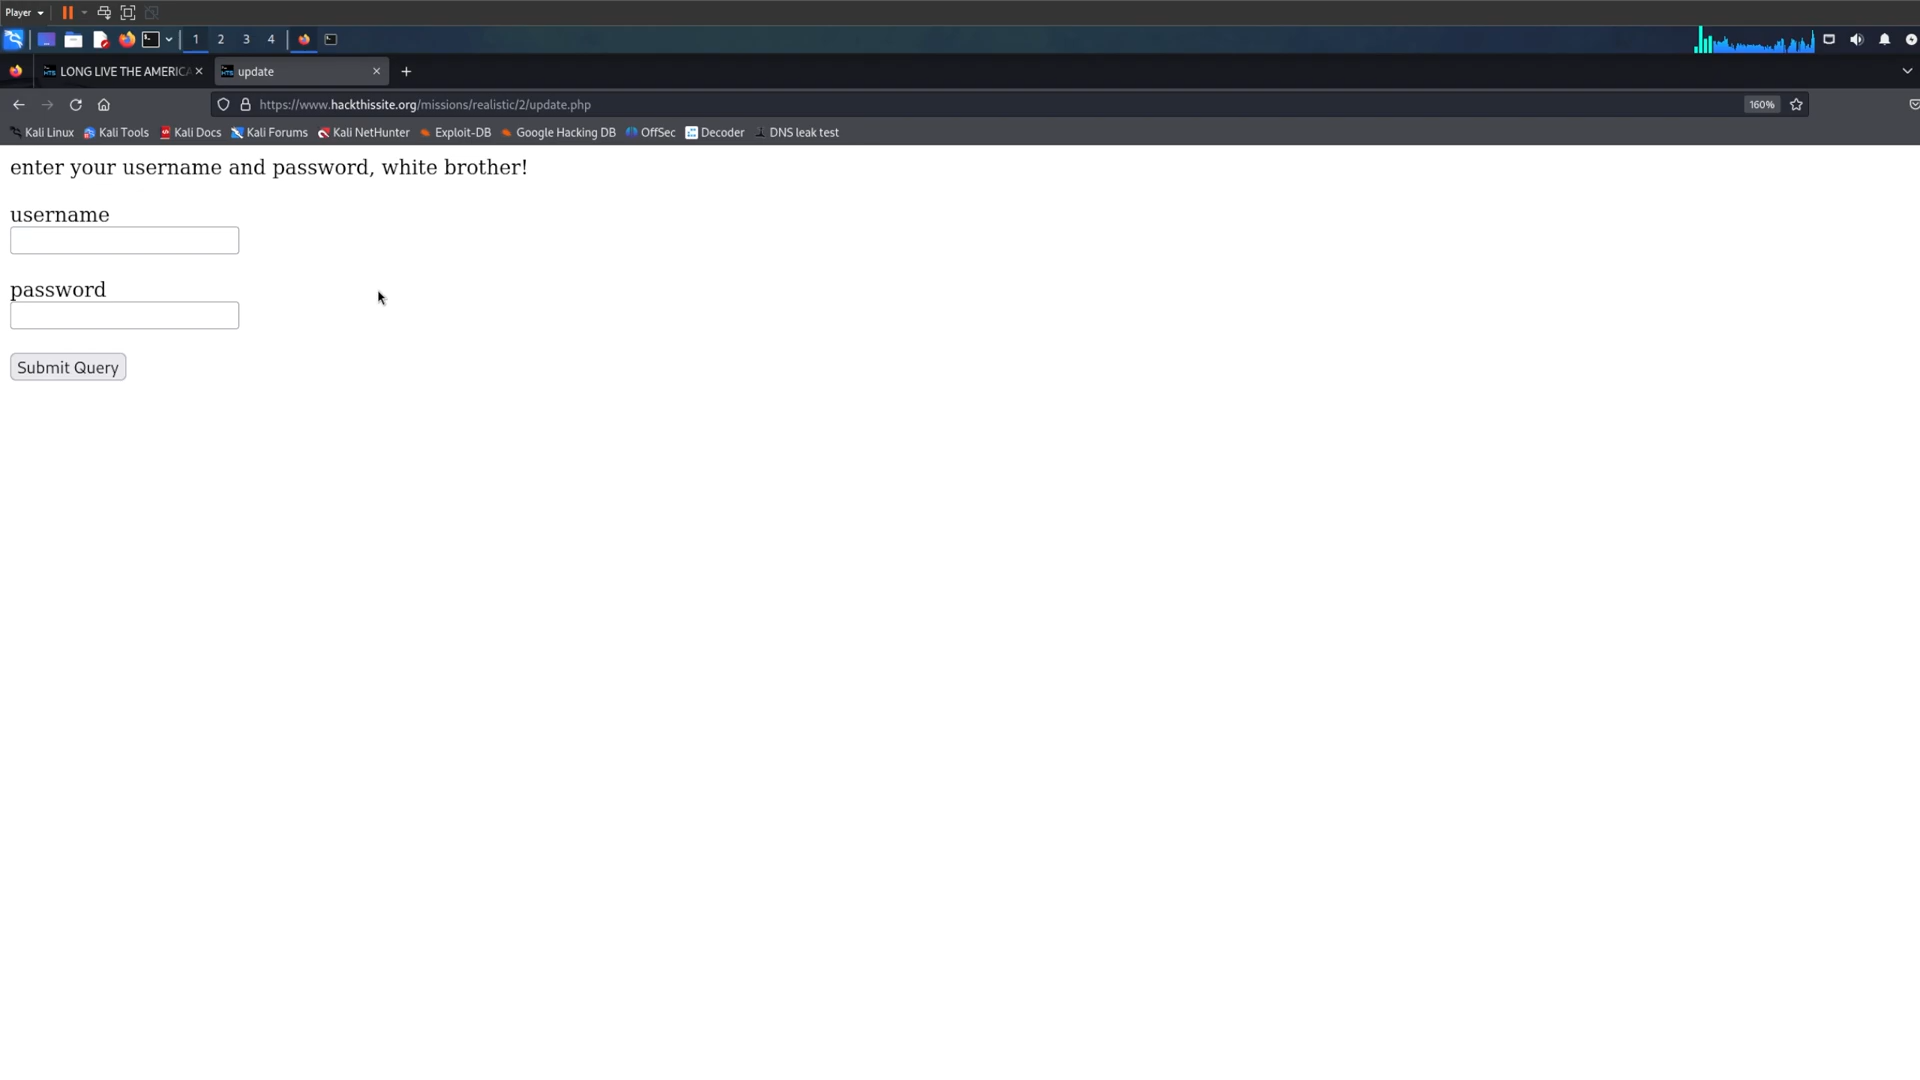 Player
1 2 3 4
LONG LIVE THE AMERICA
update
https://www.hackthissite.org/missions/realistic/2/update.php
160%
Kali Linux Kali Tools Kali Docs Kali Forums Kali NetHunter Exploit-DB Google Hacking DB OffSec Decoder DNS leak test
enter your username and password, white brother!
username
password
Submit Query